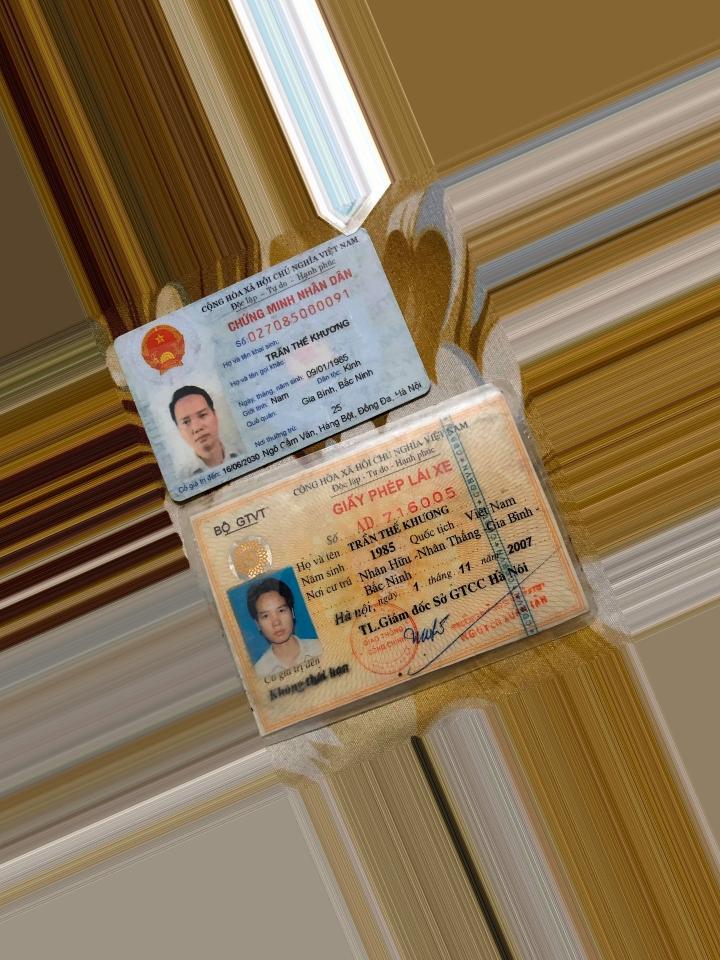 CỘNG HÒA XÃ HỘI CHỦ NGHĨA VIỆT NAM
Độc lập - Tự do - Hạnh phúc
CHỨNG MINH NHÂN DÂN
Số: 027085000091
Họ và tên khai sinh:
TRẦN THẾ KHƯƠNG
Họ và tên gọi khác:
Ngày, tháng, năm sinh: 09/01/1985
Giới tính: Nam Dân tộc: Kinh
Quê quán: Gia Bình, Bắc Ninh
Nơi thường trú: 25
Có giá trị đến: 16/06/2030 Ngõ Cẩm Văn, Hàng Bột, Đống Đa, Hà Nội
CỘNG HÒA XÃ HỘI CHỦ NGHĨA VIỆT NAM
Độc lập - Tự do - Hạnh phúc
BỘ GTVT
GIẤY PHÉP LÁI XE
Số: AD 716005
Họ và tên TRẦN THẾ KHƯƠNG
Năm sinh 1985 Quốc tịch Việt Nam
Nơi cư trú Nhân Hữu -Nhân Thắng -Gia Bình -
Bắc Ninh
Hà nội, ngày 1 tháng 11 năm 2007
TL.Giám đốc Sở GTCC Hà Nội
GIAO THÔNG
CÔNG CHÍNH
Có giá trị đến
Không thời hạn